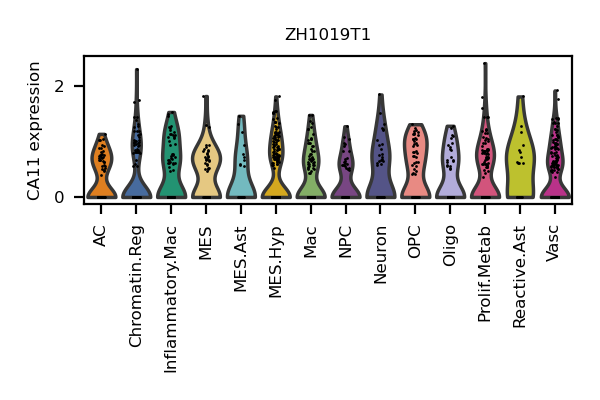 ZH1019T1
CA11 expression
2
0
AC
Chromatin.Reg
Inflammatory.Mac
MES
MES.Ast
MES.Hyp
Mac
NPC
Neuron
OPC
Oligo
Prolif.Metab
Reactive.Ast
Vasc